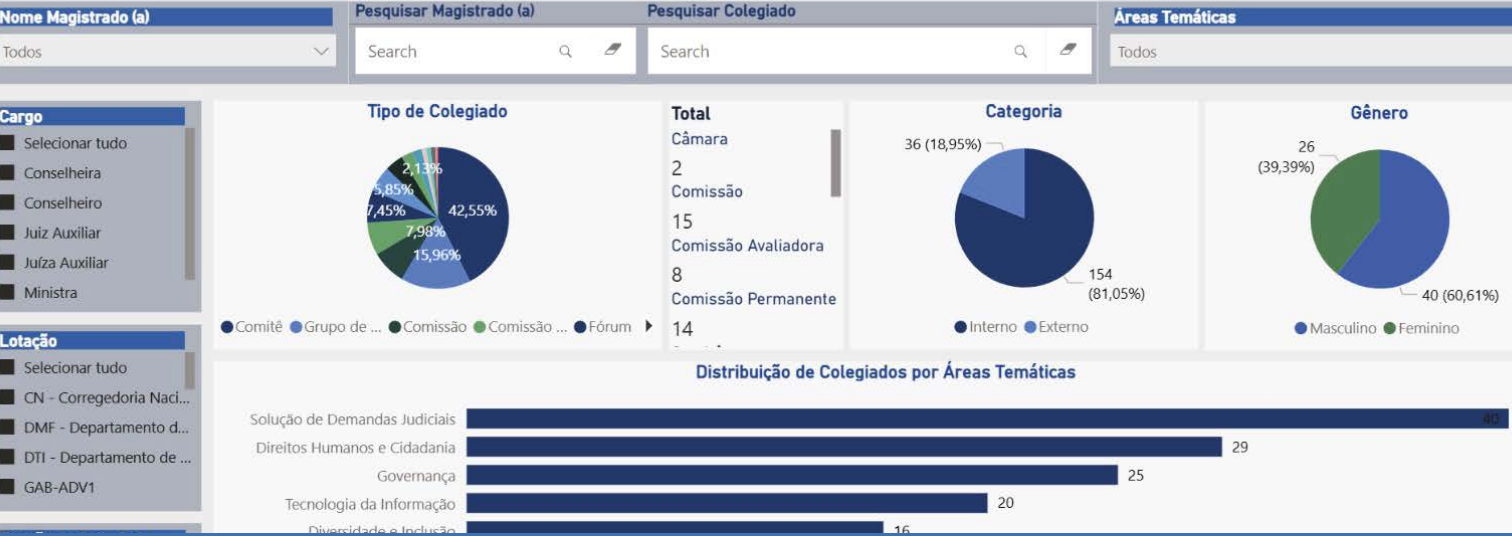 Nome Magistrado (a)
Todos
Pesquisar Magistrado (a)
Search
Pesquisar Colegiado
Search
Áreas Temáticas
Todos
Cargo
Selecionar tudo
Conselheira
Conselheiro
Juiz Auxiliar
Juíza Auxiliar
Ministra
Lotação
Selecionar tudo
CN - Corregedoria Naci...
DMF - Departamento d...
DTI - Departamento de ...
GAB-ADV1
Tipo de Colegiado
2,13%
5,85%
7,45%
42,55%
7,98%
15,96%
Comitê Grupo de ... Comissão Comissão ... Fórum
Total
Câmara
2
Comissão
15
Comissão Avaliadora
8
Comissão Permanente
14
Categoria
36 (18,95%)
154
(81,05%)
Interno Externo
Gênero
26
(39,39%)
40 (60,61%)
Masculino Feminino
Distribuição de Colegiados por Áreas Temáticas
Solução de Demandas Judiciais 40
Direitos Humanos e Cidadania 29
Governança 25
Tecnologia da Informação 20
Diversidade e Inclusão 16